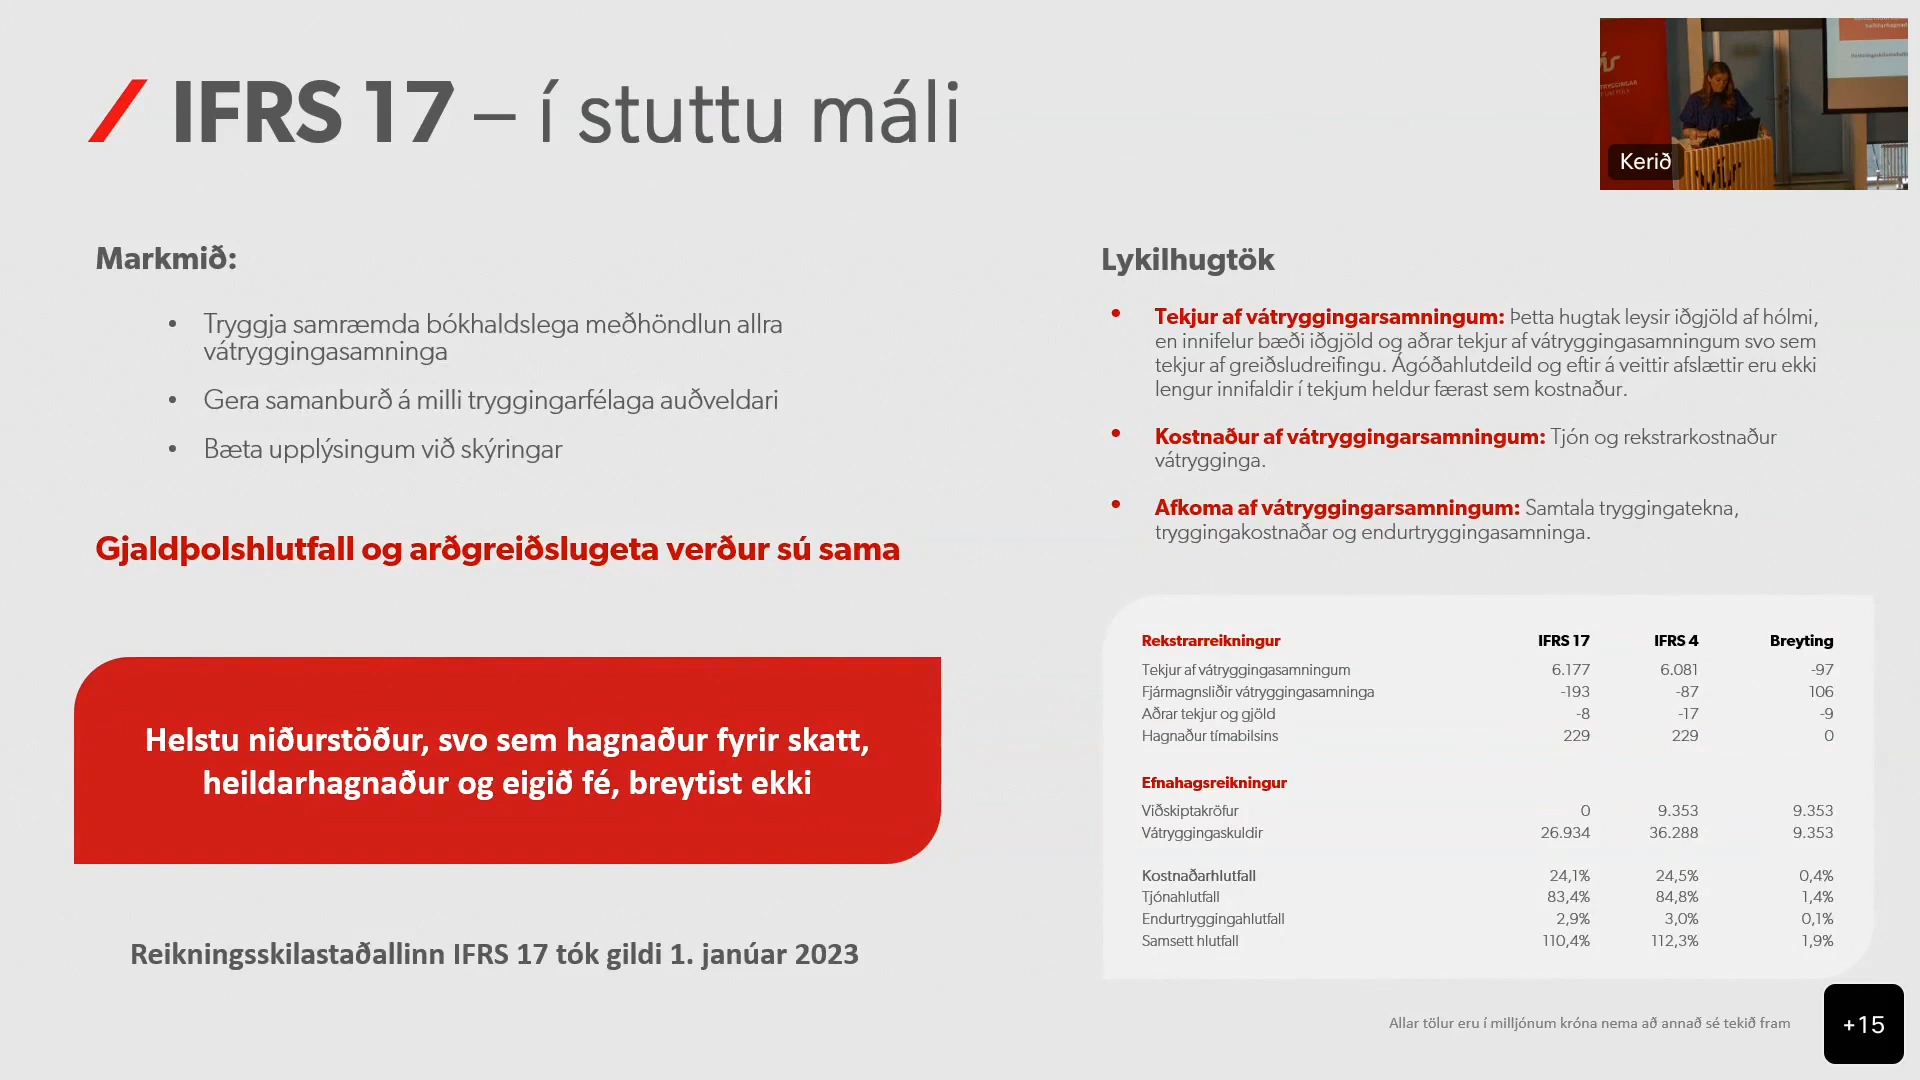 IFRS 17 – í stuttu máli
Kerið
Markmið:
• Tryggja samræmda bókhaldslega meðhöndlun allra
vátryggingasamninga
• Gera samanburð á milli tryggingarfélaga auðveldari
• Bæta upplýsingum við skýringar
Gjaldþolshlutfall og arðgreiðslugeta verður sú sama
Helstu niðurstöður, svo sem hagnaður fyrir skatt,
heildarhagnaður og eigið fé, breytist ekki
Reikningsskilastaðallinn IFRS 17 tók gildi 1. janúar 2023
Lykilhugtök
• Tekjur af vátryggingarsamningum: Þetta hugtak leysir iðgjöld af hólmi,
en innifelur bæði iðgjöld og aðrar tekjur af vátryggingasamningum svo sem
tekjur af greiðsludreifingu. Ágóðahlutdeild og eftir á veittir afslættir eru ekki
lengur innifaldir í tekjum heldur færast sem kostnaður.
• Kostnaður af vátryggingarsamningum: Tjón og rekstrarkostnaður
vátrygginga.
• Afkoma af vátryggingarsamningum: Samtala tryggingatekna,
tryggingakostnaðar og endurtryggingasamninga.
Rekstrarreikningur IFRS 17 IFRS 4 Breyting
Tekjur af vátryggingasamningum 6.177 6.081 -97
Fjármagnsliðir vátryggingasamninga -193 -87 106
Aðrar tekjur og gjöld -8 -17 -9
Hagnaður tímabilsins 229 229 0
Efnahagsreikningur
Viðskiptakröfur 0 9.353 9.353
Vátryggingaskuldir 26.934 36.288 9.353
Kostnaðarhlutfall 24,1% 24,5% 0,4%
Tjónahlutfall 83,4% 84,8% 1,4%
Endurtryggingahlutfall 2,9% 3,0% 0,1%
Samsett hlutfall 110,4% 112,3% 1,9%
Allar tölur eru í milljónum króna nema að annað sé tekið fram
+15